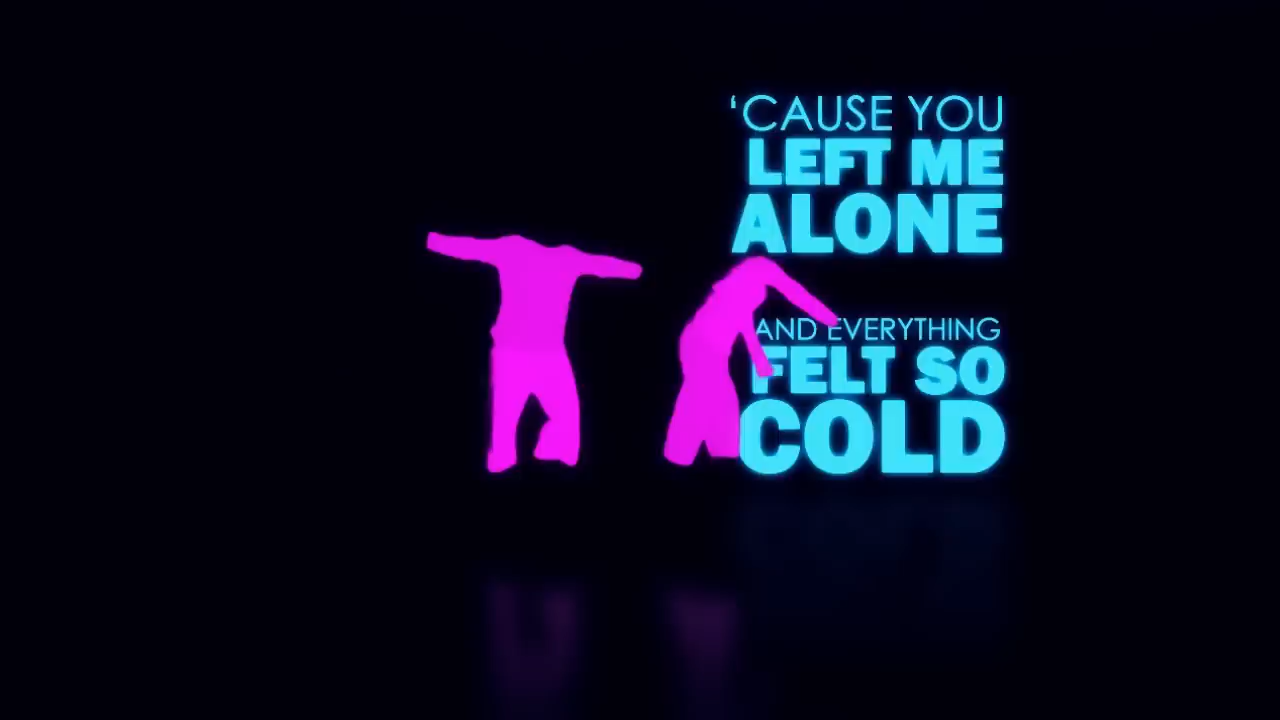 ‘CAUSE YOU
LEFT ME
ALONE
AND EVERYTHING
FELT SO
COLD